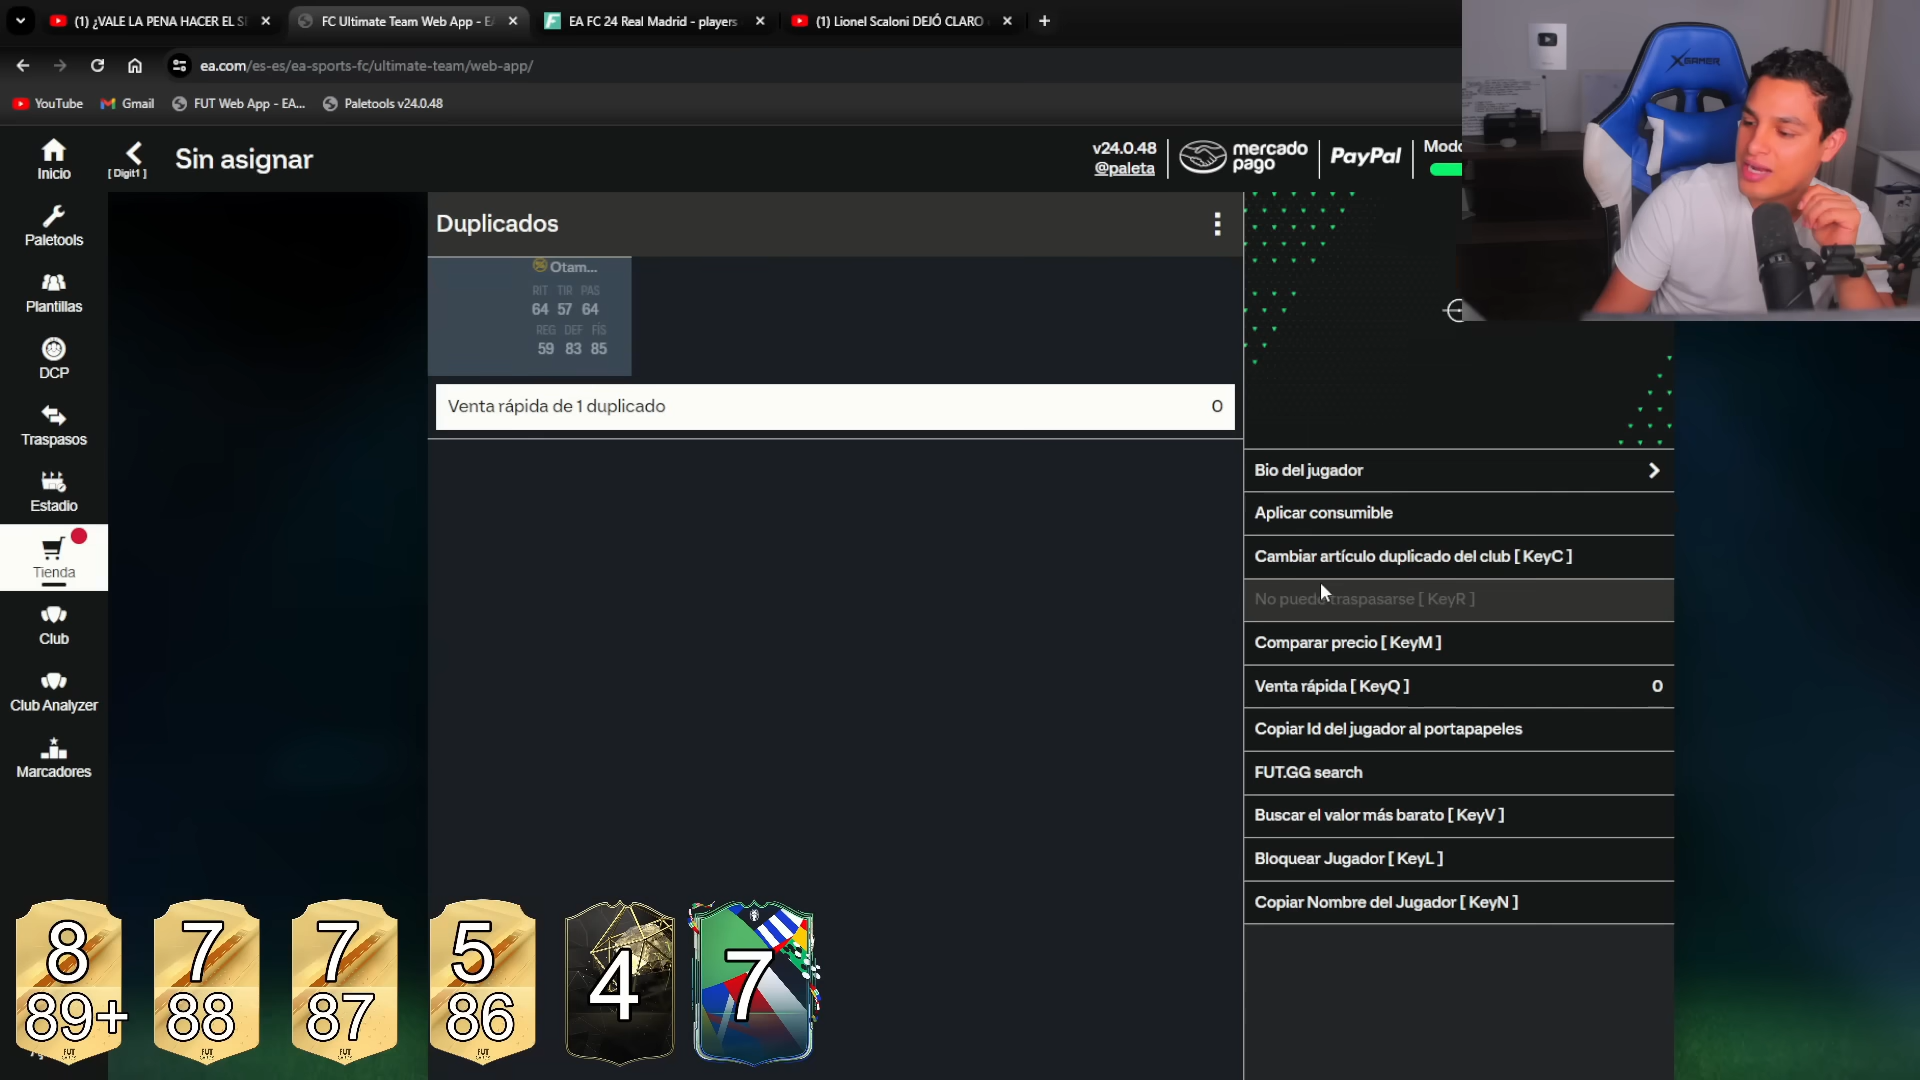 (1) ¿VALE LA PENA HACER EL S
FC Ultimate Team Web App - E
EA FC 24 Real Madrid - players
(1) Lionel Scaloni DEJÓ CLARO
ea.com/es-es/ea-sports-fc/ultimate-team/web-app/
YouTube
Gmail
FUT Web App - EA...
Paletools v24.0.48
Inicio
[ Digit1 ]
Sin asignar
v24.0.48
@paleta
mercado
pago
PayPal
Modo
XGAMER
Paletools
Plantillas
DCP
Traspasos
Estadio
Tienda
Club
Club Analyzer
Marcadores
Duplicados
Otam...
RIT TIR PAS
64 57 64
REG DEF FÍS
59 83 85
Venta rápida de 1 duplicado 0
Bio del jugador
Aplicar consumible
Cambiar artículo duplicado del club [ KeyC ]
No puede traspasarse [ KeyR ]
Comparar precio [ KeyM ]
Venta rápida [ KeyQ ] 0
Copiar Id del jugador al portapapeles
FUT.GG search
Buscar el valor más barato [ KeyV ]
Bloquear Jugador [ KeyL ]
Copiar Nombre del Jugador [ KeyN ]
8 7 7 5 4 7
89+ 88 87 86